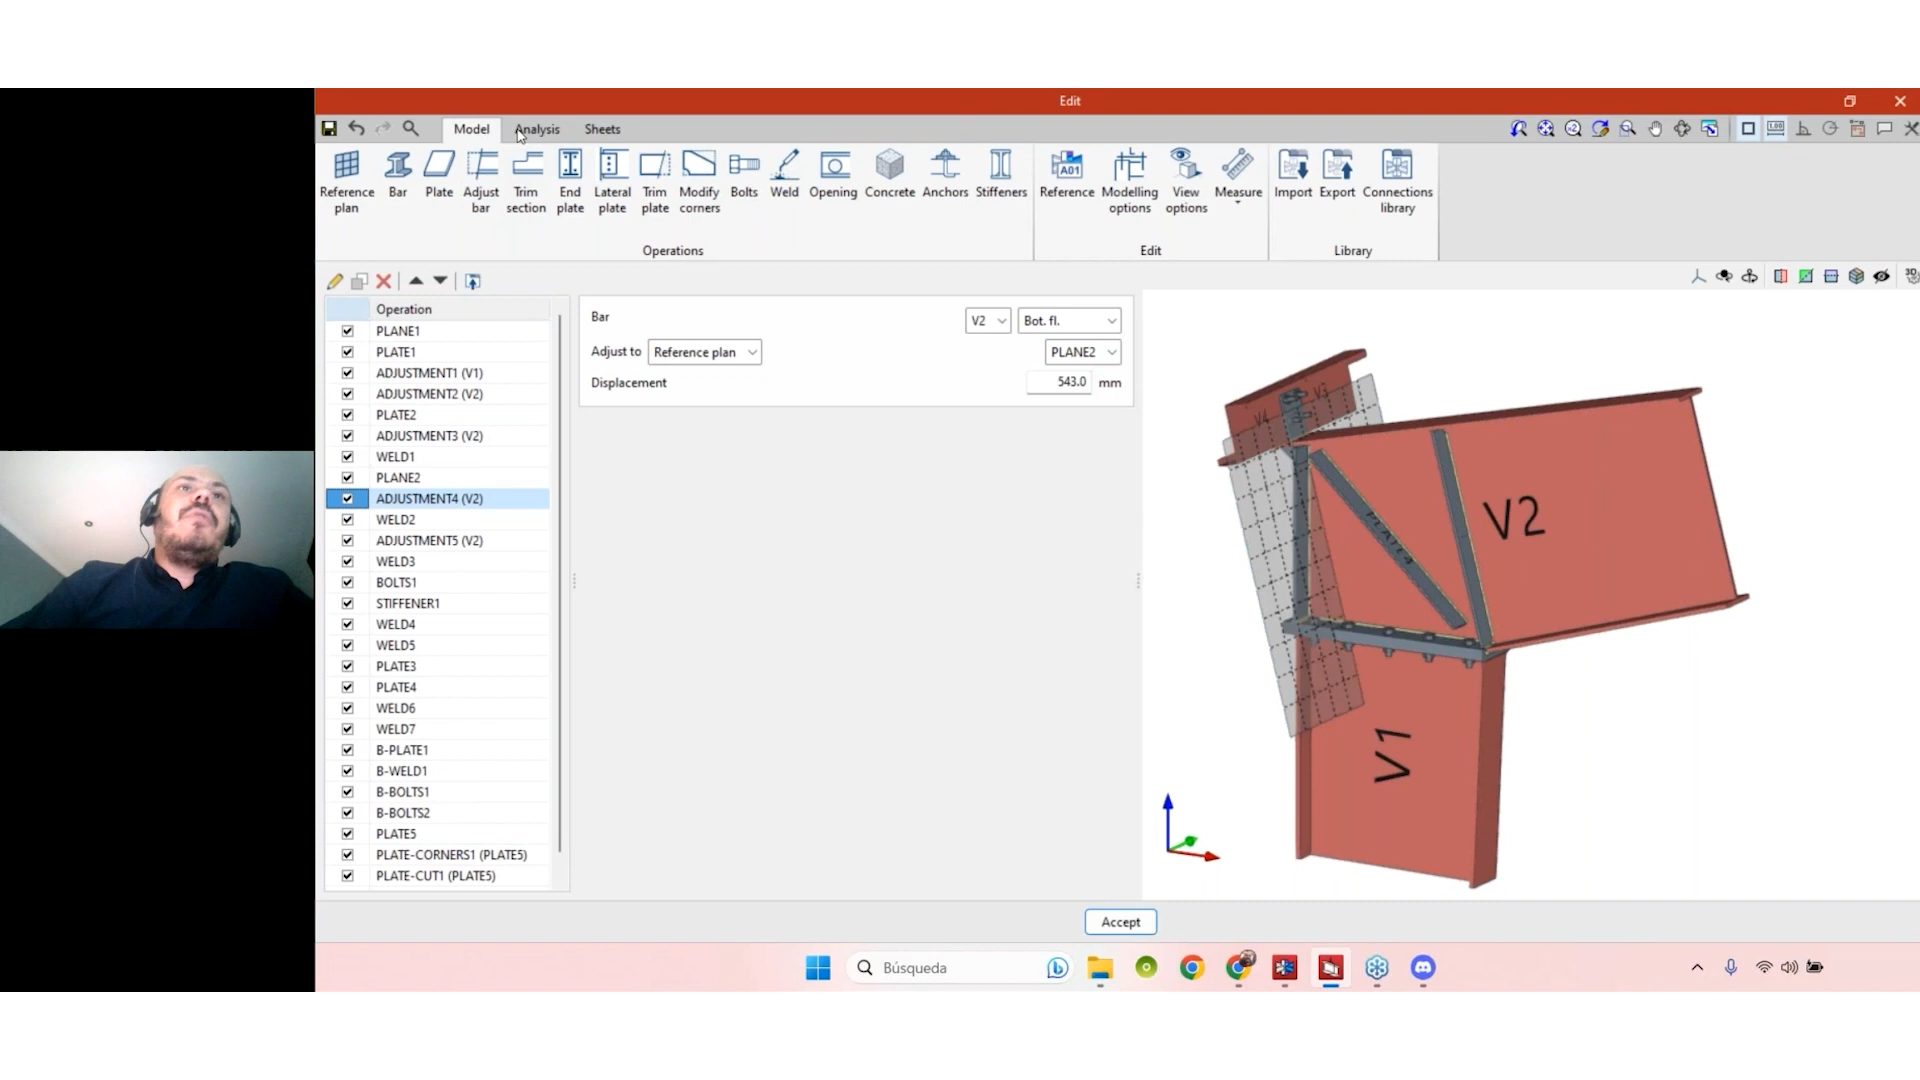 Edit
Model Analysis Sheets
Reference plan
Bar
Plate
Adjust bar
Trim section
End plate
Lateral plate
Trim plate
Modify corners
Bolts
Weld
Opening
Concrete
Anchors
Stiffeners
Reference
Modelling options
View options
Measure
Import
Export
Connections library
Operations
Edit
Library
Operation
PLANE1
PLATE1
ADJUSTMENT1 (V1)
ADJUSTMENT2 (V2)
PLATE2
ADJUSTMENT3 (V2)
WELD1
PLANE2
ADJUSTMENT4 (V2)
WELD2
ADJUSTMENT5 (V2)
WELD3
BOLTS1
STIFFENER1
WELD4
WELD5
PLATE3
PLATE4
WELD6
WELD7
B-PLATE1
B-WELD1
B-BOLTS1
B-BOLTS2
PLATE5
PLATE-CORNERS1 (PLATE5)
PLATE-CUT1 (PLATE5)
Bar V2 Bot. fl.
Adjust to Reference plan PLANE2
Displacement 543.0 mm
A01
3D
V3
V4
V2
V1
Accept
Búsqueda